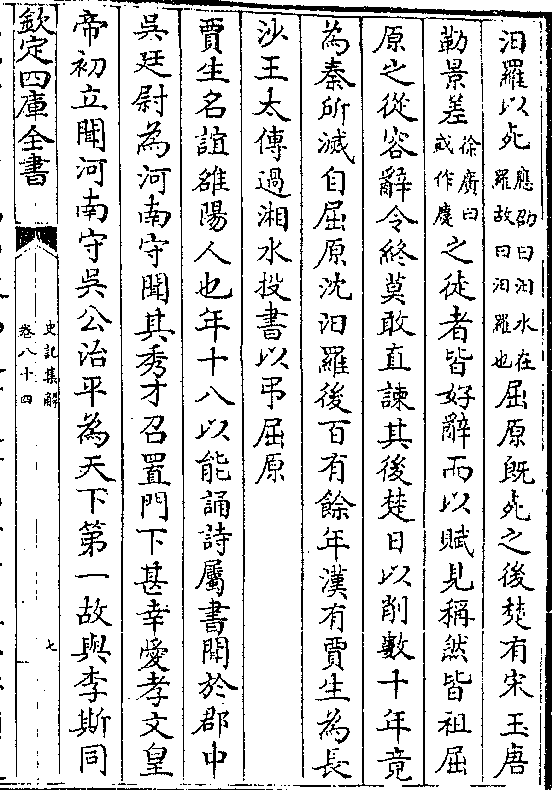 汨羅以死應劭曰汨水在羅故曰汨羅也屈原既死之後楚有宋玉唐
勒景差徐廣曰或作慶之徒者皆好辭而以賦見稱然皆祖屈
原之從容辭令終莫敢直諫其後楚日以削數十年竟
為秦所滅自屈原沈汨羅後百有餘年漢有賈生為長
沙王太傅過湘水投書以弔屈原
賈生名誼雒陽人也年十八以能誦詩屬書聞於郡中
吳廷尉為河南守聞其秀才召置門下甚幸愛孝文皇
帝初立聞河南守吳公治平為天下第一故與李斯同
欽定四庫全書
史記集解
卷八十四
七